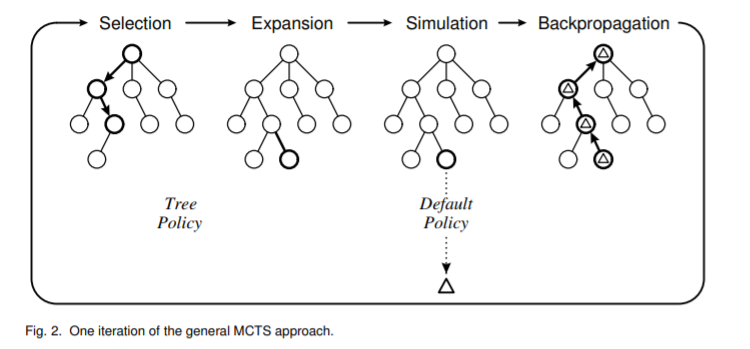 Selection Expansion Simulation Backpropagation
Tree Default
Policy Policy
Fig. 2. One iteration of the general MCTS approach.